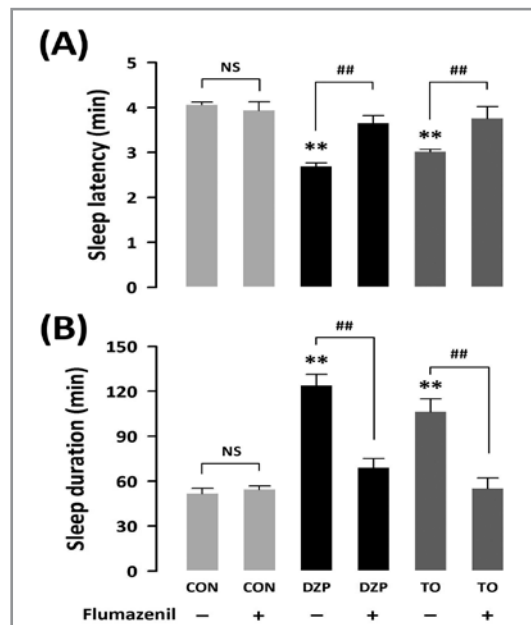 (A)
Sleep latency (min)
5
4
3
2
1
0
NS
##
##
**
**
(B)
Sleep duration (min)
150
120
90
60
30
0
NS
##
##
**
**
CON CON DZP DZP TO TO
Flumazenil − + − + − +